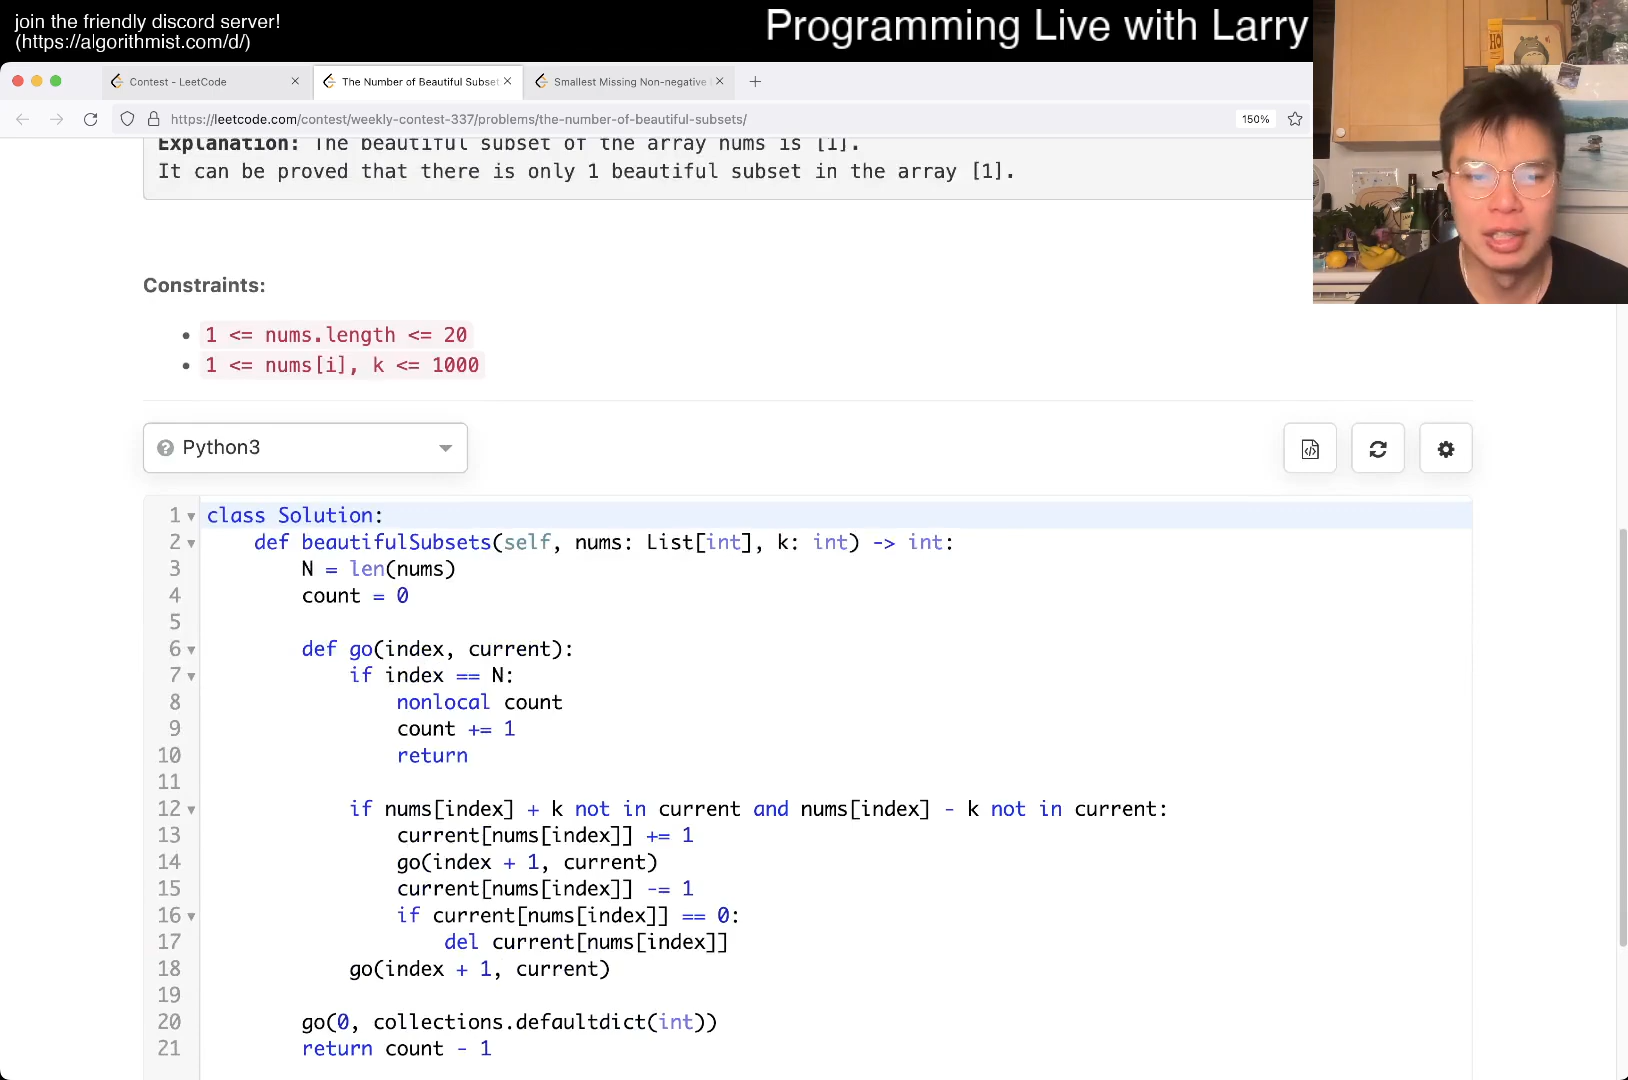 join the friendly discord server!
(https://algorithmist.com/d/)
Programming Live with Larry
Contest - LeetCode
The Number of Beautiful Subset
Smallest Missing Non-negative
https://leetcode.com/contest/weekly-contest-337/problems/the-number-of-beautiful-subsets/
150%
Explanation: The beautiful subset of the array nums is [1].
It can be proved that there is only 1 beautiful subset in the array [1].
Constraints:
1 <= nums.length <= 20
1 <= nums[i], k <= 1000
Python3
1 class Solution:
2 def beautifulSubsets(self, nums: List[int], k: int) -> int:
3 N = len(nums)
4 count = 0
5
6 def go(index, current):
7 if index == N:
8 nonlocal count
9 count += 1
10 return
11
12 if nums[index] + k not in current and nums[index] - k not in current:
13 current[nums[index]] += 1
14 go(index + 1, current)
15 current[nums[index]] -= 1
16 if current[nums[index]] == 0:
17 del current[nums[index]]
18 go(index + 1, current)
19
20 go(0, collections.defaultdict(int))
21 return count - 1